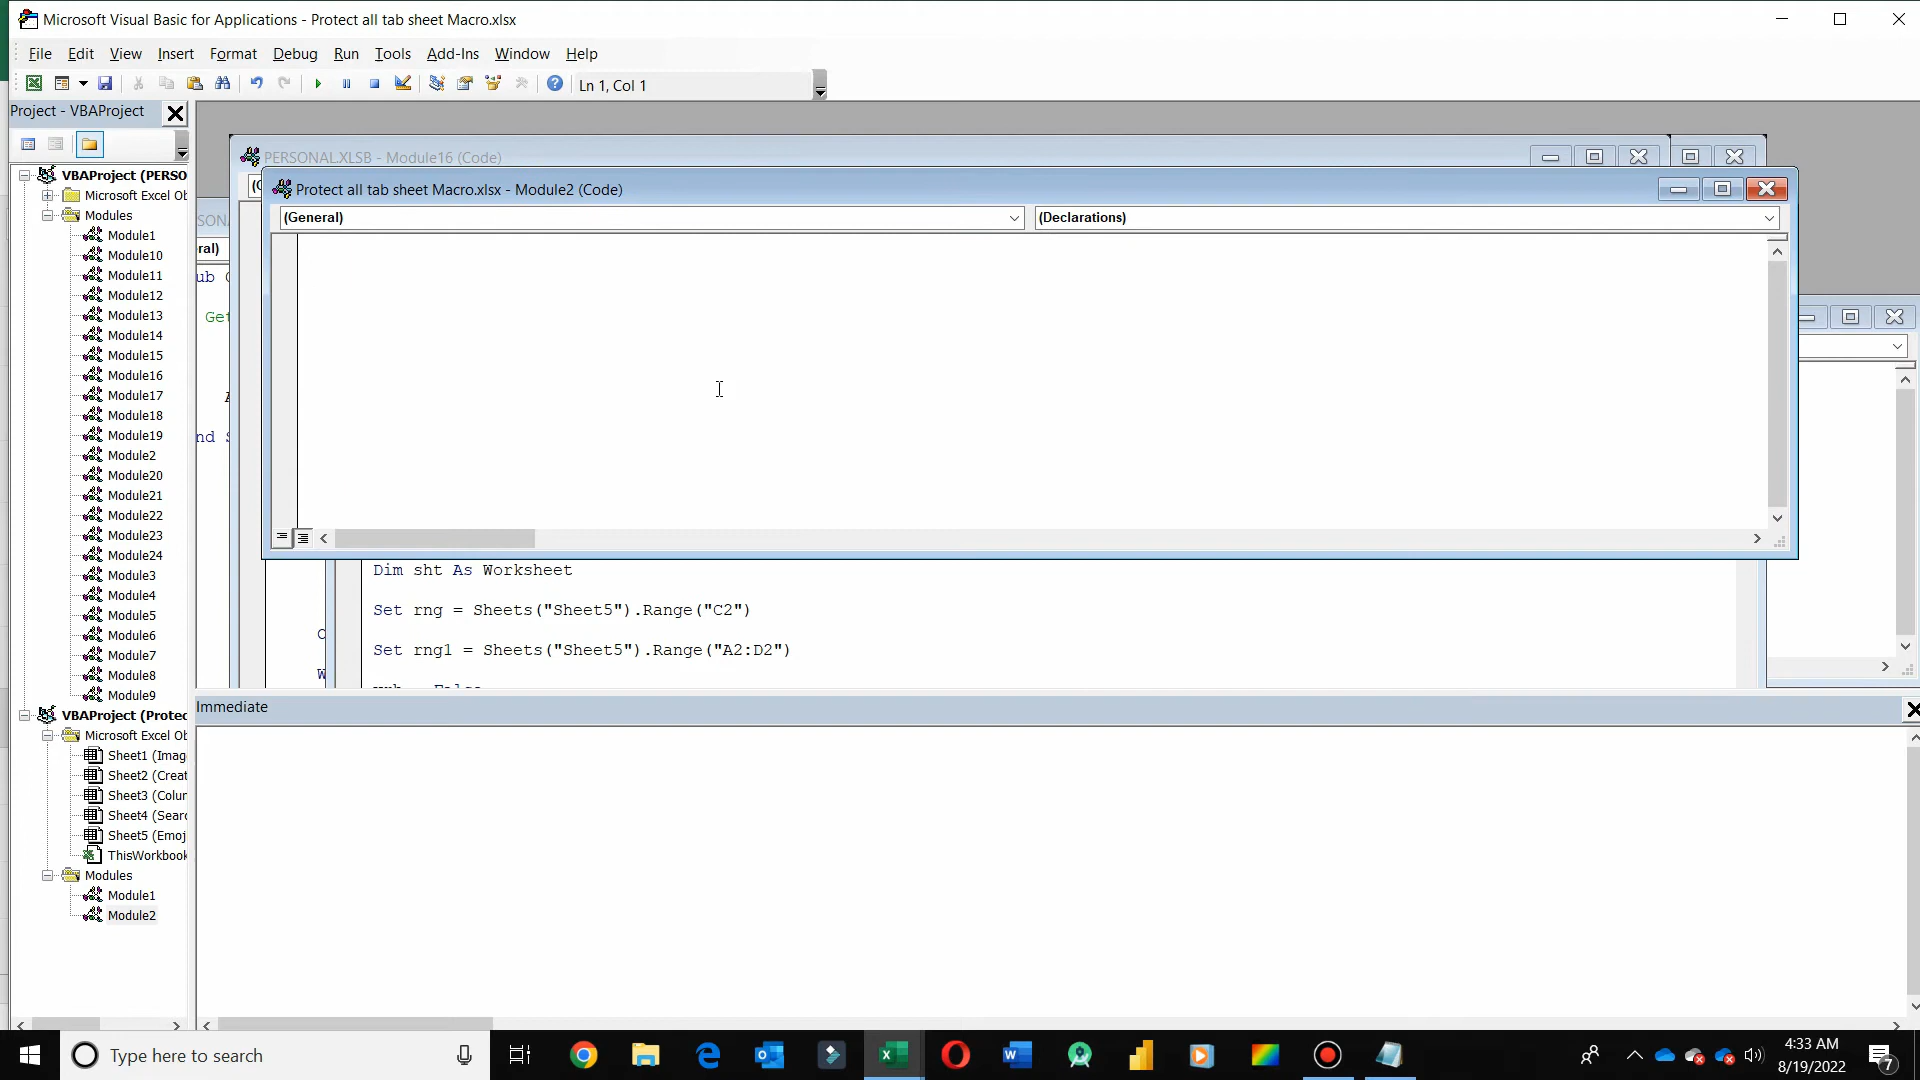 Microsoft Visual Basic for Applications - Protect all tab sheet Macro.xlsx
File Edit View Insert Format Debug Run Tools Add-Ins Window Help
Ln 1, Col 1
Project - VBAProject
VBAProject (PERSO
Microsoft Excel Ob
Modules
Module1
Module10
Module11
Module12
Module13
Module14
Module15
Module16
Module17
Module18
Module19
Module2
Module20
Module21
Module22
Module23
Module24
Module3
Module4
Module5
Module6
Module7
Module8
Module9
VBAProject (Protec
Microsoft Excel Ob
Sheet1 (Imag
Sheet2 (Creat
Sheet3 (Colur
Sheet4 (Searc
Sheet5 (Emoj
ThisWorkbook
Modules
Module1
Module2
PERSONAL.XLSB - Module16 (Code)
Protect all tab sheet Macro.xlsx - Module2 (Code)
(General)
(Declarations)
SONA
ral)
ub
Get
nd S
Dim sht As Worksheet
Set rng = Sheets("Sheet5").Range("C2")
Set rng1 = Sheets("Sheet5").Range("A2:D2")
Immediate
Type here to search
4:33 AM
8/19/2022
7